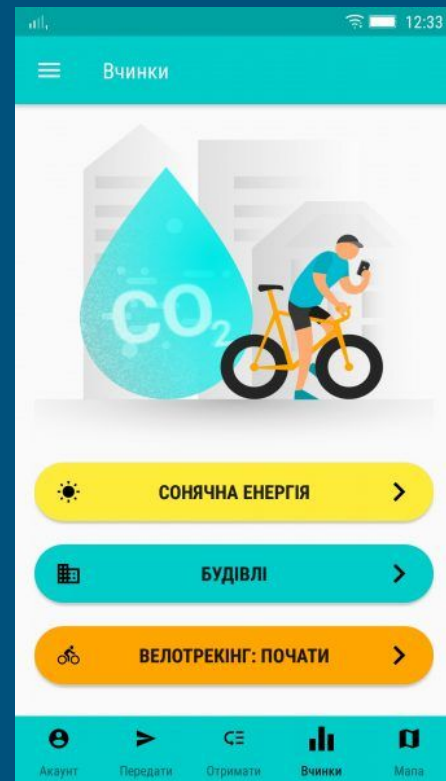 12:33
Вчинки
CO2
СОНЯЧНА ЕНЕРГІЯ
БУДІВЛІ
ВЕЛОТРЕКІНГ: ПОЧАТИ
Акаунт Передати Отримати Вчинки Мапа